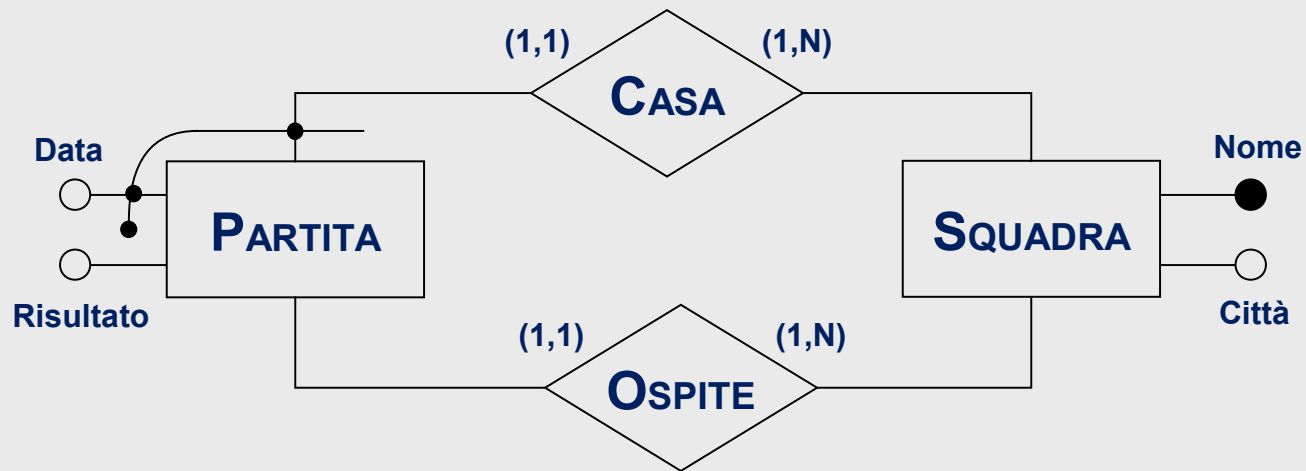 (1,1)
(1,N)
CASA
Data
Nome
PARTITA
SQUADRA
Risultato
Città
(1,1)
(1,N)
OSPITE